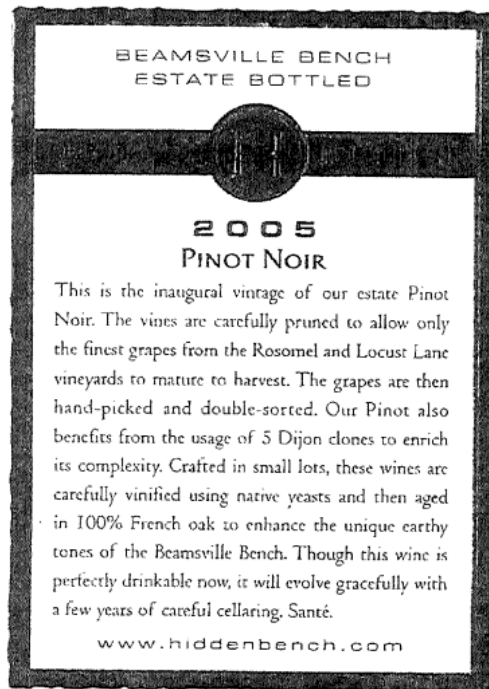 BEAMSVILLE BENCH
ESTATE BOTTLED
H
2005
PINOT NOIR
This is the inaugural vintage of our estate Pinot
Noir. The vines are carefully pruned to allow only
the finest grapes from the Rosomel and Locust Lane
vineyards to mature to harvest. The grapes are then
hand-picked and double-sorted. Our Pinot also
benefits from the usage of 5 Dijon clones to enrich
its complexity. Crafted in small lots, these wines are
carefully vinified using native yeasts and then aged
in 100% French oak to enhance the unique earthy
tones of the Beamsville Bench. Though this wine is
perfectly drinkable now, it will evolve gracefully with
a few years of careful cellaring. Santé.
www.hiddenbench.com